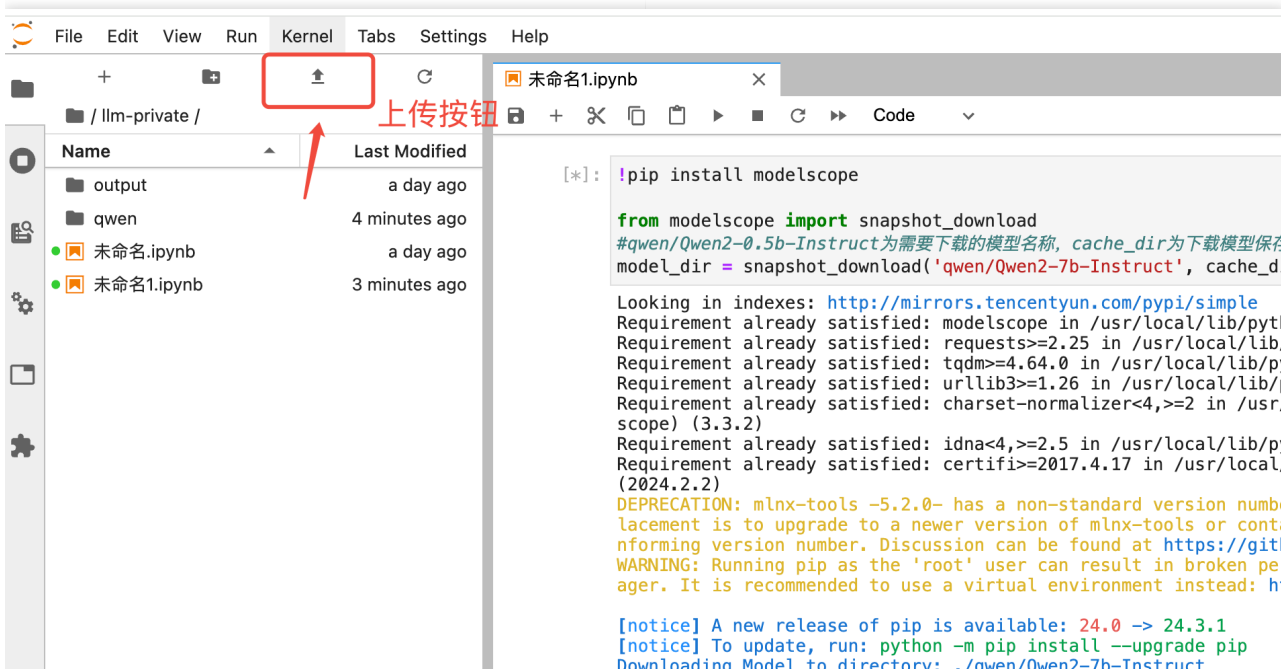 File Edit View Run Kernel Tabs Settings Help
未命名1.ipynb
/ llm-private /
上传按钮
Code
Name Last Modified
output a day ago
qwen 4 minutes ago
未命名.ipynb a day ago
未命名1.ipynb 3 minutes ago
[*]:
!pip install modelscope
from modelscope import snapshot_download
#qwen/Qwen2-0.5b-Instruct为需要下载的模型名称，cache_dir为下载模型保存
model_dir = snapshot_download('qwen/Qwen2-7b-Instruct', cache_d
Looking in indexes: http://mirrors.tencentyun.com/pypi/simple
Requirement already satisfied: modelscope in /usr/local/lib/pyt
Requirement already satisfied: requests>=2.25 in /usr/local/lib
Requirement already satisfied: tqdm>=4.64.0 in /usr/local/lib/p
Requirement already satisfied: urllib3>=1.26 in /usr/local/lib/
Requirement already satisfied: charset-normalizer<4,>=2 in /usr
scope) (3.3.2)
Requirement already satisfied: idna<4,>=2.5 in /usr/local/lib/p
Requirement already satisfied: certifi>=2017.4.17 in /usr/local
(2024.2.2)
DEPRECATION: mlnx-tools -5.2.0- has a non-standard version numb
lacement is to upgrade to a newer version of mlnx-tools or cont
nforming version number. Discussion can be found at https://git
WARNING: Running pip as the 'root' user can result in broken pe
ager. It is recommended to use a virtual environment instead: h
[notice] A new release of pip is available: 24.0 -> 24.3.1
[notice] To update, run: python -m pip install --upgrade pip
Downloading Model to directory: ./qwen/Qwen2-7b-Instruct